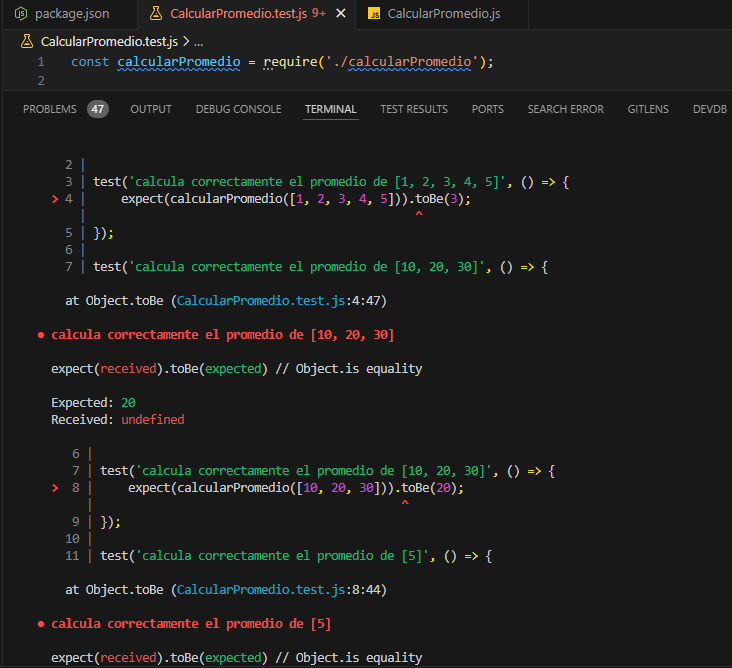 package.json
CalcularPromedio.test.js 9+
JS CalcularPromedio.js
CalcularPromedio.test.js > ...
1 const calcularPromedio = require('./calcularPromedio');
2
PROBLEMS 47 OUTPUT DEBUG CONSOLE TERMINAL TEST RESULTS PORTS SEARCH ERROR GITLENS DEVDB
2 |
3 | test('calcula correctamente el promedio de [1, 2, 3, 4, 5]', () => {
> 4 | expect(calcularPromedio([1, 2, 3, 4, 5])).toBe(3);
| ^
5 | });
6 |
7 | test('calcula correctamente el promedio de [10, 20, 30]', () => {
at Object.toBe (CalcularPromedio.test.js:4:47)
● calcula correctamente el promedio de [10, 20, 30]
expect(received).toBe(expected) // Object.is equality
Expected: 20
Received: undefined
6 |
7 | test('calcula correctamente el promedio de [10, 20, 30]', () => {
> 8 | expect(calcularPromedio([10, 20, 30])).toBe(20);
| ^
9 | });
10 |
11 | test('calcula correctamente el promedio de [5]', () => {
at Object.toBe (CalcularPromedio.test.js:8:44)
● calcula correctamente el promedio de [5]
expect(received).toBe(expected) // Object.is equality